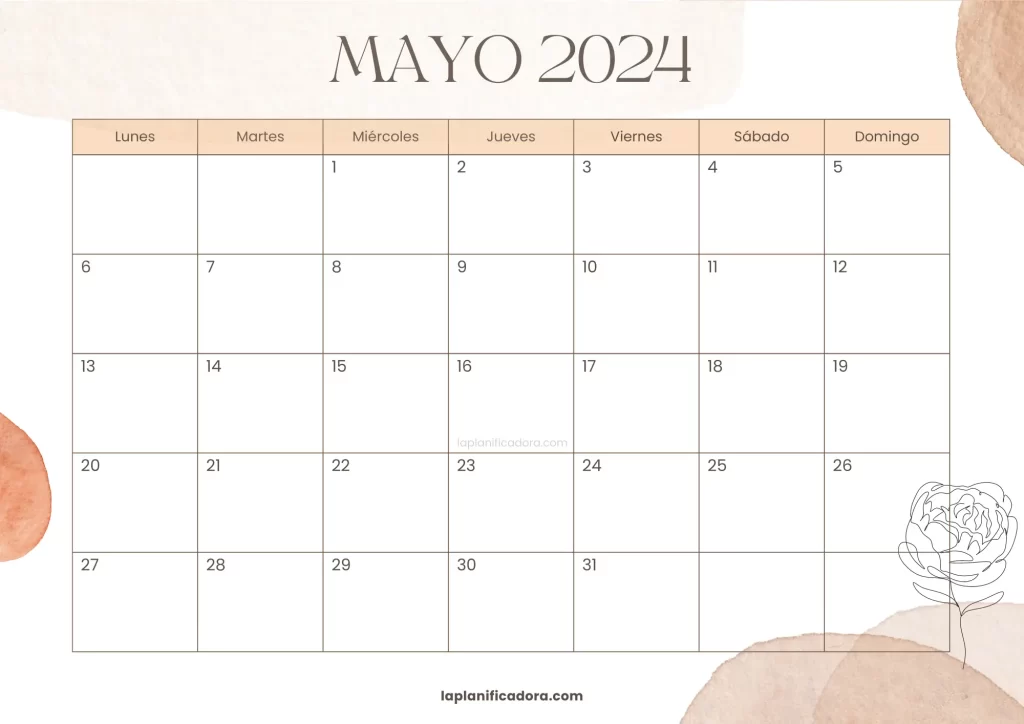 MAYO 2024
Lunes Martes Miércoles Jueves Viernes Sábado Domingo
1 2 3 4 5
6 7 8 9 10 11 12
13 14 15 16 17 18 19
laplanificadora.com
20 21 22 23 24 25 26
27 28 29 30 31
laplanificadora.com